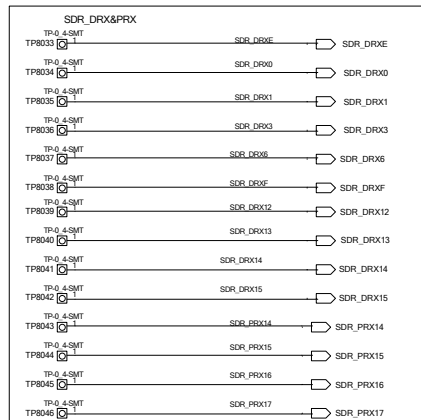 SDR_DRX&PRX
TP-0_4-SMT
TP8033 1 SDR_DRXE SDR_DRXE
TP-0_4-SMT
TP8034 1 SDR_DRX0 SDR_DRX0
TP-0_4-SMT
TP8035 1 SDR_DRX1 SDR_DRX1
TP-0_4-SMT
TP8036 1 SDR_DRX3 SDR_DRX3
TP-0_4-SMT
TP8037 1 SDR_DRX6 SDR_DRX6
TP-0_4-SMT
TP8038 1 SDR_DRXF SDR_DRXF
TP-0_4-SMT
TP8039 1 SDR_DRX12 SDR_DRX12
TP-0_4-SMT
TP8040 1 SDR_DRX13 SDR_DRX13
TP-0_4-SMT
TP8041 1 SDR_DRX14 SDR_DRX14
TP-0_4-SMT
TP8042 1 SDR_DRX15 SDR_DRX15
TP-0_4-SMT
TP8043 1 SDR_PRX14 SDR_PRX14
TP-0_4-SMT
TP8044 1 SDR_PRX15 SDR_PRX15
TP-0_4-SMT
TP8045 1 SDR_PRX16 SDR_PRX16
TP-0_4-SMT
TP8046 1 SDR_PRX17 SDR_PRX17